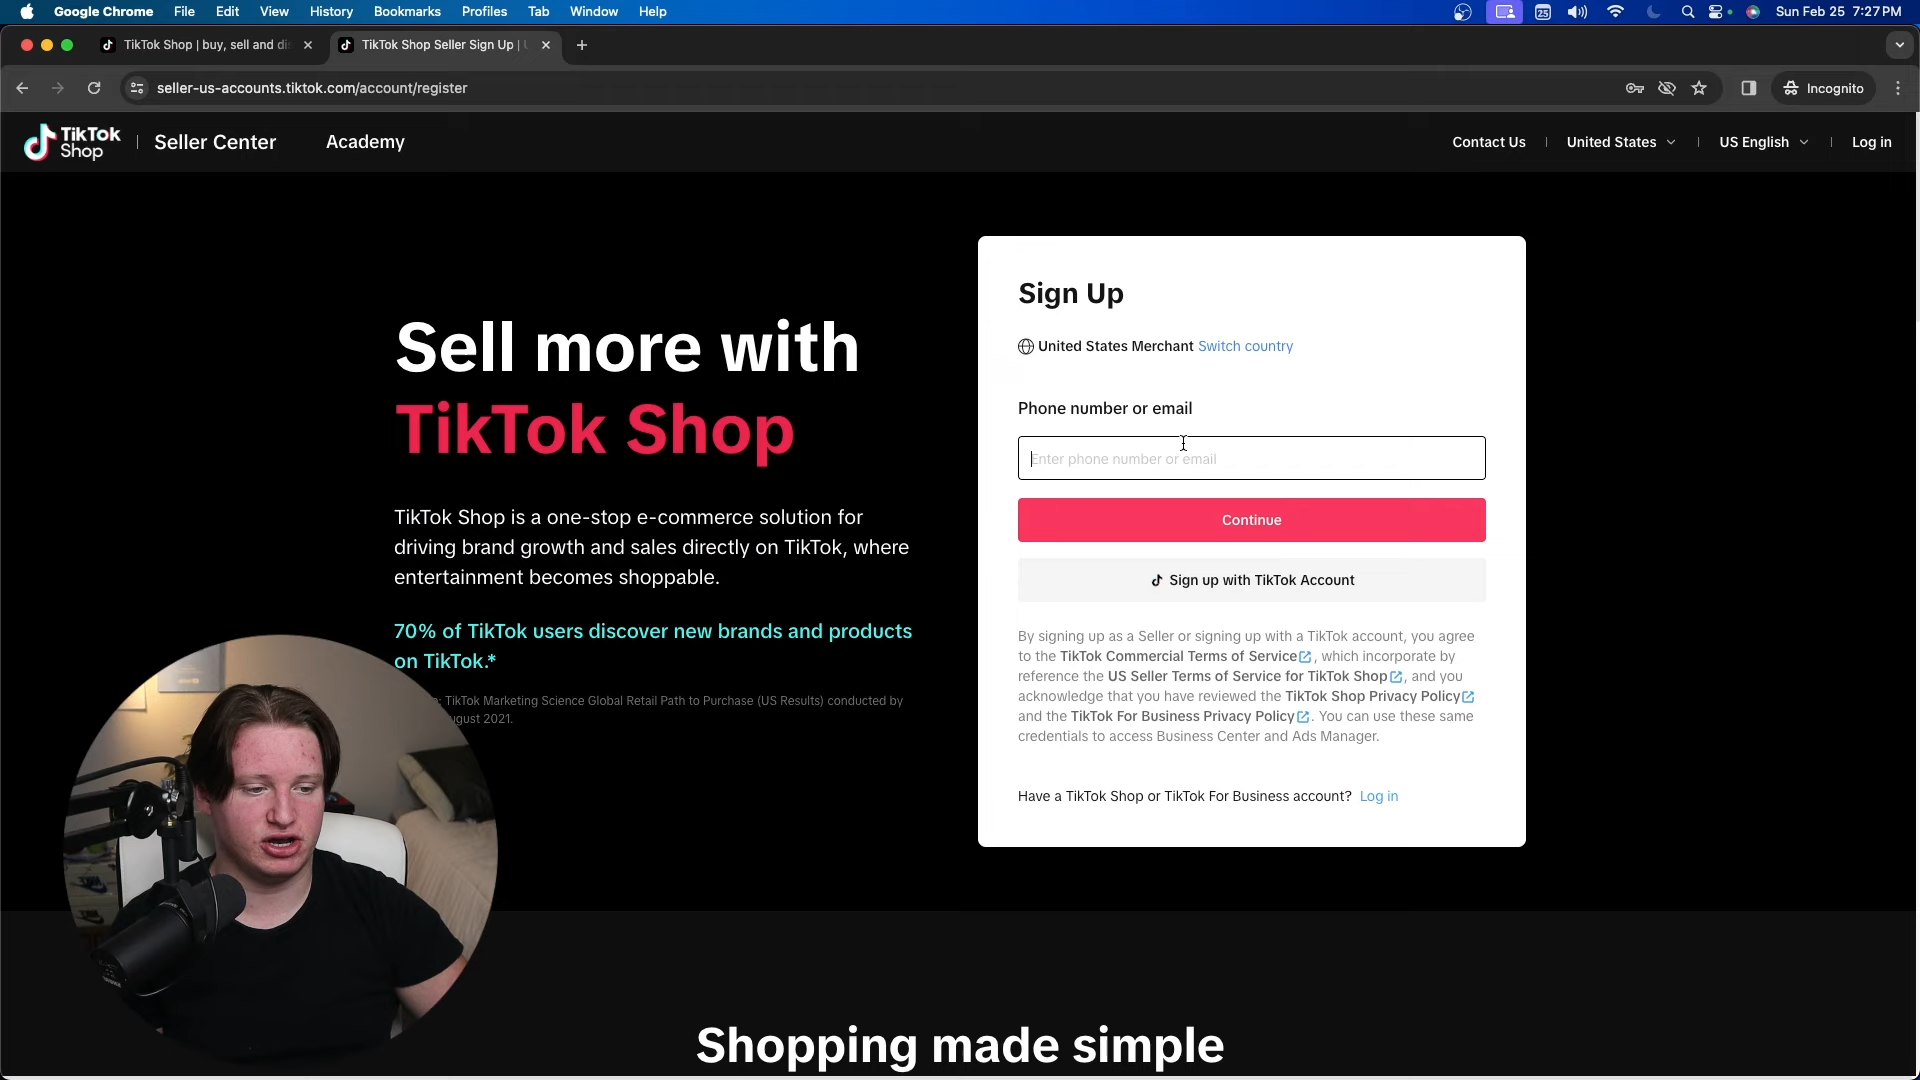 Google Chrome File Edit View History Bookmarks Profiles Tab Window Help 25 Sun Feb 25 7:27 PM
TikTok Shop | buy, sell and di TikTok Shop Seller Sign Up |
seller-us-accounts.tiktok.com/account/register Incognito
TikTok Shop Seller Center Academy Contact Us United States US English Log in
Sign Up
United States Merchant Switch country
Sell more with
TikTok Shop
Phone number or email
Enter phone number or email
Continue
TikTok Shop is a one-stop e-commerce solution for
driving brand growth and sales directly on TikTok, where
entertainment becomes shoppable.
Sign up with TikTok Account
70% of TikTok users discover new brands and products
on TikTok.*
TikTok Marketing Science Global Retail Path to Purchase (US Results) conducted by
ugust 2021.
By signing up as a Seller or signing up with a TikTok account, you agree
to the TikTok Commercial Terms of Service, which incorporate by
reference the US Seller Terms of Service for TikTok Shop, and you
acknowledge that you have reviewed the TikTok Shop Privacy Policy
and the TikTok For Business Privacy Policy. You can use these same
credentials to access Business Center and Ads Manager.
Have a TikTok Shop or TikTok For Business account? Log in
Shopping made simple